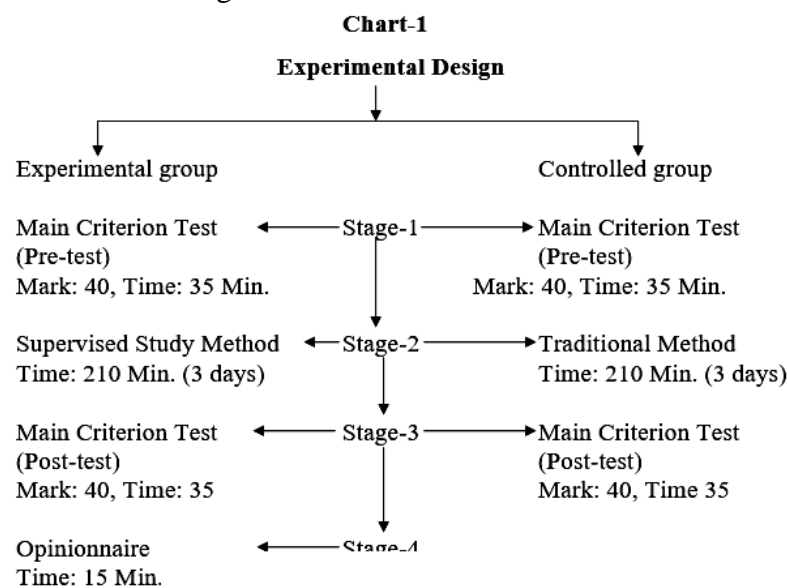 Chart-1
Experimental Design
Experimental group Controlled group
Main Criterion Test Stage-1 Main Criterion Test
(Pre-test) (Pre-test)
Mark: 40, Time: 35 Min. Mark: 40, Time: 35 Min.
Supervised Study Method Stage-2 Traditional Method
Time: 210 Min. (3 days) Time: 210 Min. (3 days)
Main Criterion Test Stage-3 Main Criterion Test
(Post-test) (Post-test)
Mark: 40, Time: 35 Mark: 40, Time 35
Opinionnaire Stage-4
Time: 15 Min.